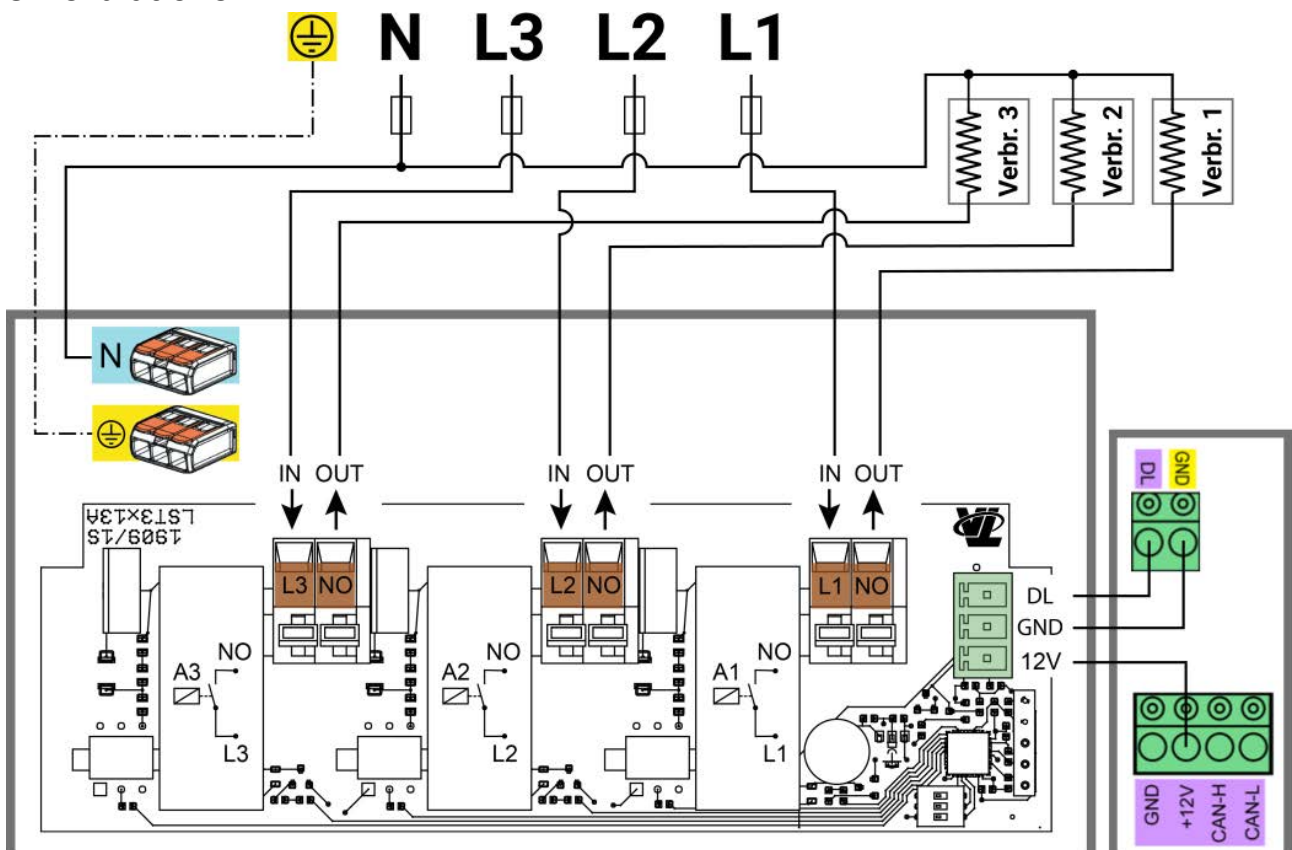 N L3 L2 L1
Verbr. 3
Verbr. 2
Verbr. 1
N
IN OUT IN OUT IN OUT
DL GND
1909/1S
LST3x13A
L3 NO L2 NO L1 NO
TA
DL
GND
12V
A3 NO
L3
A2 NO
L2
A1 NO
L1
GND
+12V
CAN-H
CAN-L